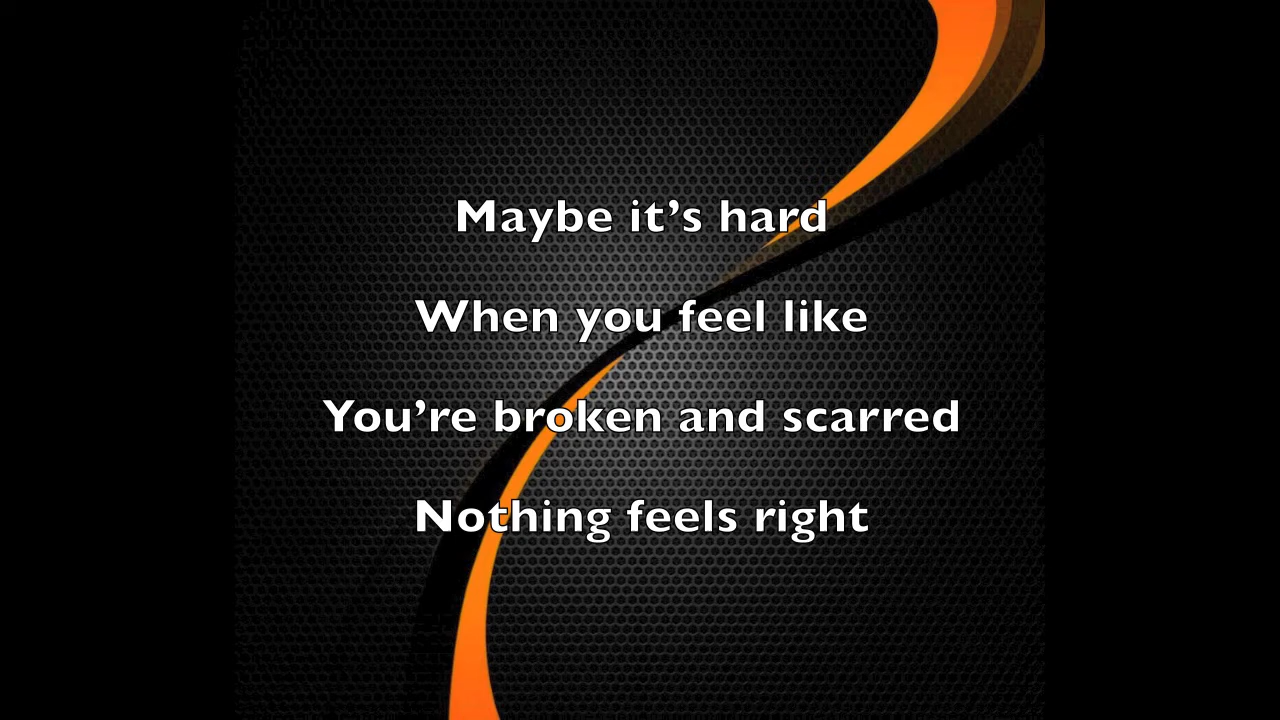 Maybe it’s hard
When you feel like
You’re broken and scarred
Nothing feels right